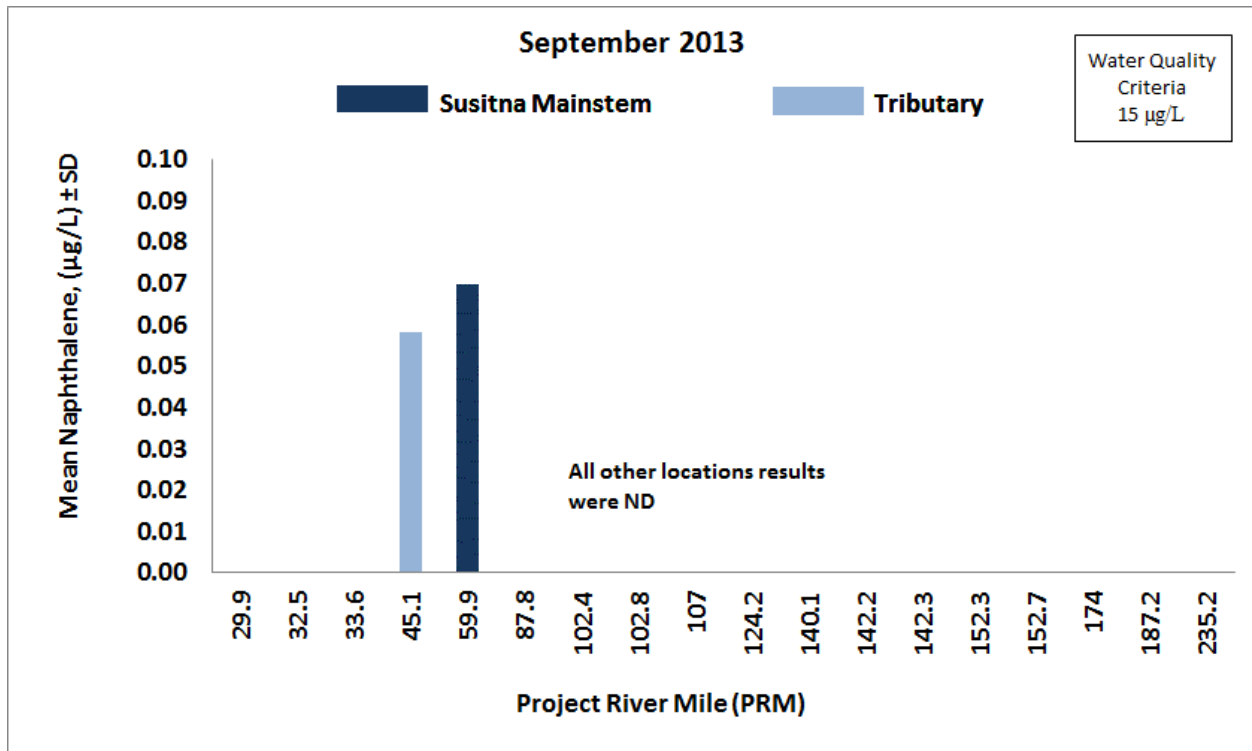 September 2013
Water Quality
Criteria
15 µg/L
Susitna Mainstem
Tributary
Mean Naphthalene, (µg/L) ± SD
0.10
0.09
0.08
0.07
0.06
0.05
0.04
0.03
0.02
0.01
0.00
All other locations results
were ND
29.9
32.5
33.6
45.1
59.9
87.8
102.4
102.8
107
124.2
140.1
142.2
142.3
152.3
152.7
174
187.2
235.2
Project River Mile (PRM)